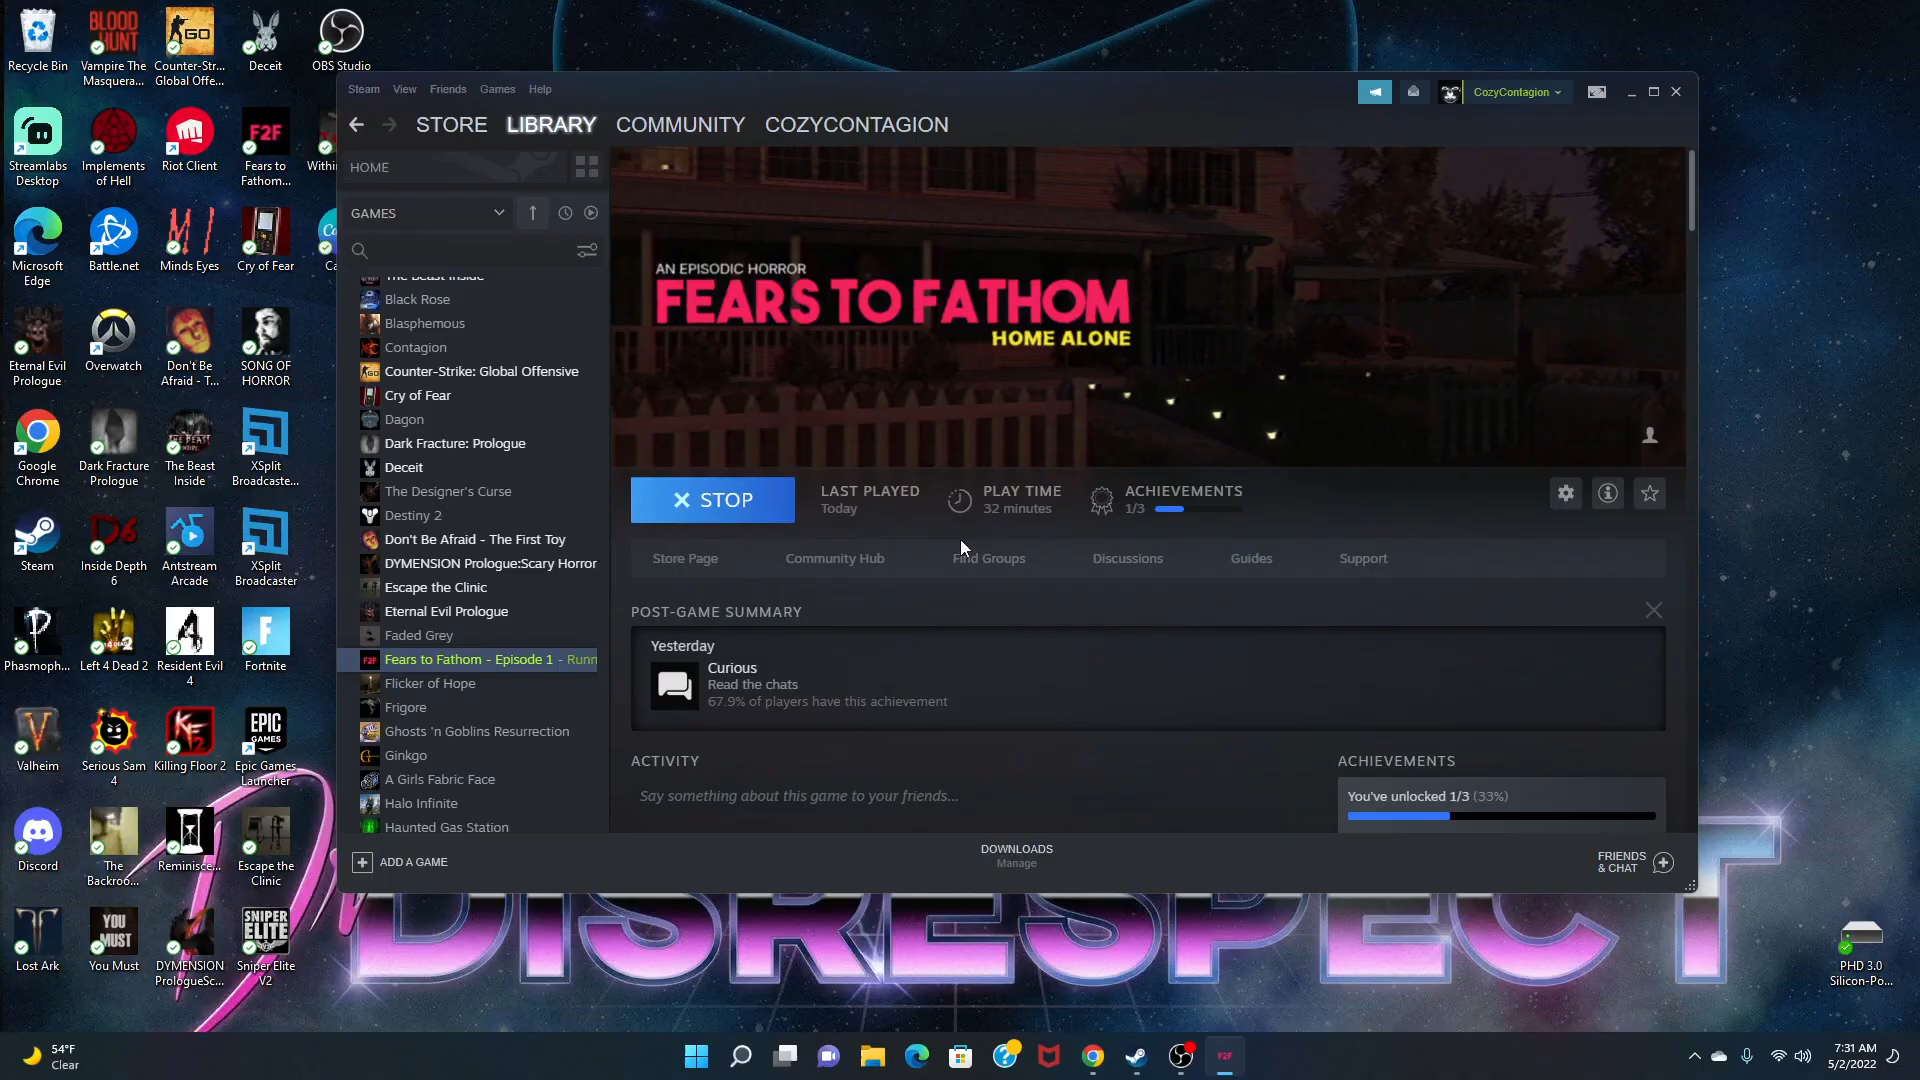 Recycle Bin
BLOOD HUNT
Vampire The Masquera...
GO
Counter-Str... Global Offe...
Deceit
OBS Studio
Streamlabs Desktop
Implements of Hell
Riot Client
F2F
Fears to Fathom...
Microsoft Edge
Battle.net
Minds Eyes
Cry of Fear
Eternal Evil Prologue
Overwatch
Don't Be Afraid - T...
SONG OF HORROR
Google Chrome
Dark Fracture Prologue
The Beast Inside
XSplit Broadcaste...
Steam
Inside Depth 6
Antstream Arcade
XSplit Broadcaster
Phasmoph...
Left 4 Dead 2
Resident Evil 4
Fortnite
Valheim
Serious Sam 4
Killing Floor 2
EPIC GAMES
Epic Games Launcher
Discord
The Backroo...
Reminisce...
Escape the Clinic
Lost Ark
YOU MUST
You Must
DYMENSION PrologueSc...
SNIPER ELITE V2
Sniper Elite V2
Steam View Friends Games Help
CozyContagion
STORE LIBRARY COMMUNITY COZYCONTAGION
HOME
GAMES
Black Rose
Blasphemous
Contagion
Counter-Strike: Global Offensive
Cry of Fear
Dagon
Dark Fracture: Prologue
Deceit
The Designer's Curse
Destiny 2
Don't Be Afraid - The First Toy
DYMENSION Prologue:Scary Horror
Escape the Clinic
Eternal Evil Prologue
Faded Grey
F2F Fears to Fathom - Episode 1 - Runn
Flicker of Hope
Frigore
Ghosts 'n Goblins Resurrection
Ginkgo
A Girls Fabric Face
Halo Infinite
Haunted Gas Station
AN EPISODIC HORROR
FEARS TO FATHOM
HOME ALONE
STOP
LAST PLAYED
Today
PLAY TIME
32 minutes
ACHIEVEMENTS
1/3
Store Page Community Hub Find Groups Discussions Guides Support
POST-GAME SUMMARY
Yesterday
Curious
Read the chats
67.9% of players have this achievement
ACTIVITY
Say something about this game to your friends...
ACHIEVEMENTS
You've unlocked 1/3 (33%)
ADD A GAME
DOWNLOADS
Manage
FRIENDS
& CHAT
DISRESPECT
PHD 3.0 Silicon-Po...
54°F
Clear
F2F
7:31 AM
5/2/2022